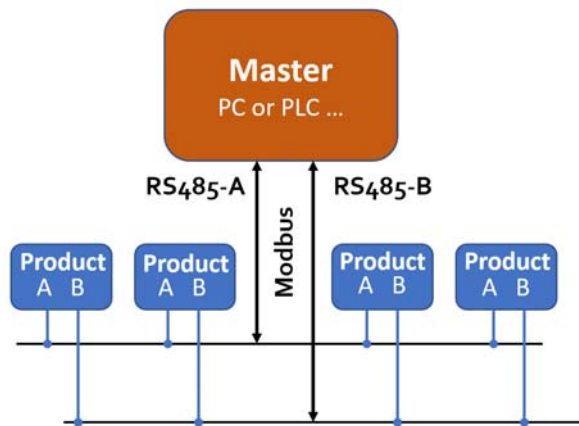 Master
PC or PLC ...
RS485-A
RS485-B
Modbus
Product
A B
Product
A B
Product
A B
Product
A B